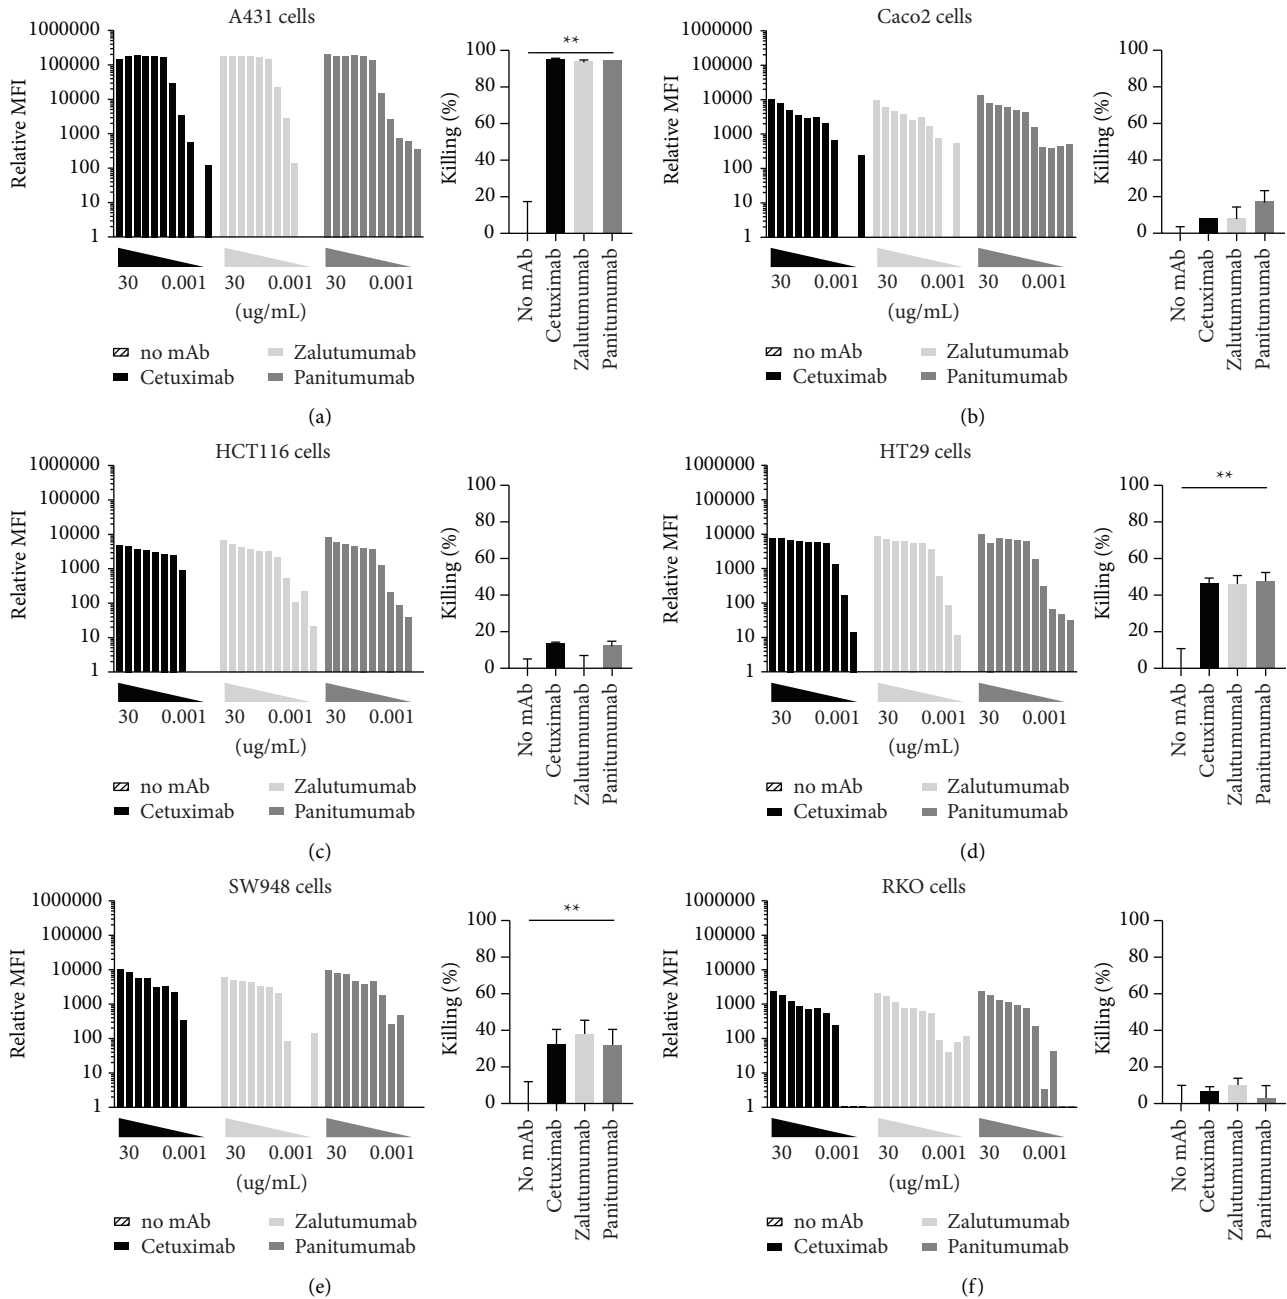 A431 cells
1000000
100000
10000
1000
100
10
1
Relative MFI
30 0.001 30 0.001 30 0.001
(ug/mL)
100
80
60
40
20
0
Killing (%)
**
No mAb
Cetuximab
Zalutumumab
Panitumumab
no mAb Zalutumumab
Cetuximab Panitumumab
(a)
Caco2 cells
1000000
100000
10000
1000
100
10
1
Relative MFI
30 0.001 30 0.001 30 0.001
(ug/mL)
100
80
60
40
20
0
Killing (%)
No mAb
Cetuximab
Zalutumumab
Panitumumab
no mAb Zalutumumab
Cetuximab Panitumumab
(b)
HCT116 cells
1000000
100000
10000
1000
100
10
1
Relative MFI
30 0.001 30 0.001 30 0.001
(ug/mL)
100
80
60
40
20
0
Killing (%)
No mAb
Cetuximab
Zalutumumab
Panitumumab
no mAb Zalutumumab
Cetuximab Panitumumab
(c)
HT29 cells
1000000
100000
10000
1000
100
10
1
Relative MFI
30 0.001 30 0.001 30 0.001
(ug/mL)
100
80
60
40
20
0
Killing (%)
**
No mAb
Cetuximab
Zalutumumab
Panitumumab
no mAb Zalutumumab
Cetuximab Panitumumab
(d)
SW948 cells
1000000
100000
10000
1000
100
10
1
Relative MFI
30 0.001 30 0.001 30 0.001
(ug/mL)
100
80
60
40
20
0
Killing (%)
**
No mAb
Cetuximab
Zalutumumab
Panitumumab
no mAb Zalutumumab
Cetuximab Panitumumab
(e)
RKO cells
1000000
100000
10000
1000
100
10
1
Relative MFI
30 0.001 30 0.001 30 0.001
(ug/mL)
100
80
60
40
20
0
Killing (%)
No mAb
Cetuximab
Zalutumumab
Panitumumab
no mAb Zalutumumab
Cetuximab Panitumumab
(f)